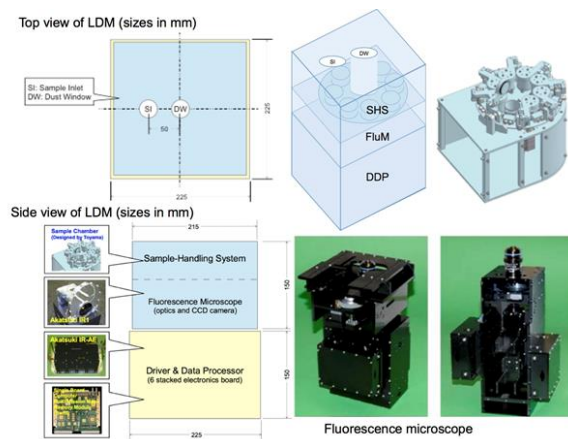 Top view of LDM (sizes in mm)
SI: Sample Inlet
DW: Dust Window
SI
DW
50
225
225
SI
DW
SHS
FluM
DDP
Side view of LDM (sizes in mm)
215
Sample Chamber
(Designed by Toyama)
Sample-Handling System
150
Akatsuki IR1
Fluorescence Microscope
(optics and CCD camera)
Akatsuki IR-AE
Driver & Data Processor
(6 stacked electronics board)
150
Single Board
225
Fluorescence microscope